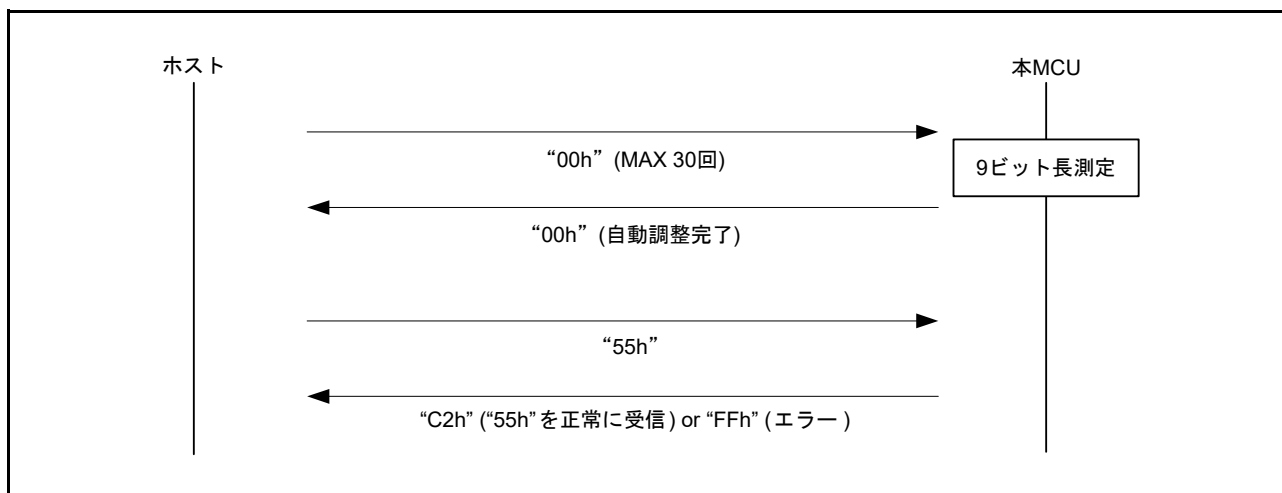 ホスト
本MCU
“00h” (MAX 30回)
9ビット長測定
“00h” (自動調整完了)
“55h”
“C2h” (“55h”を正常に受信) or “FFh” (エラー)